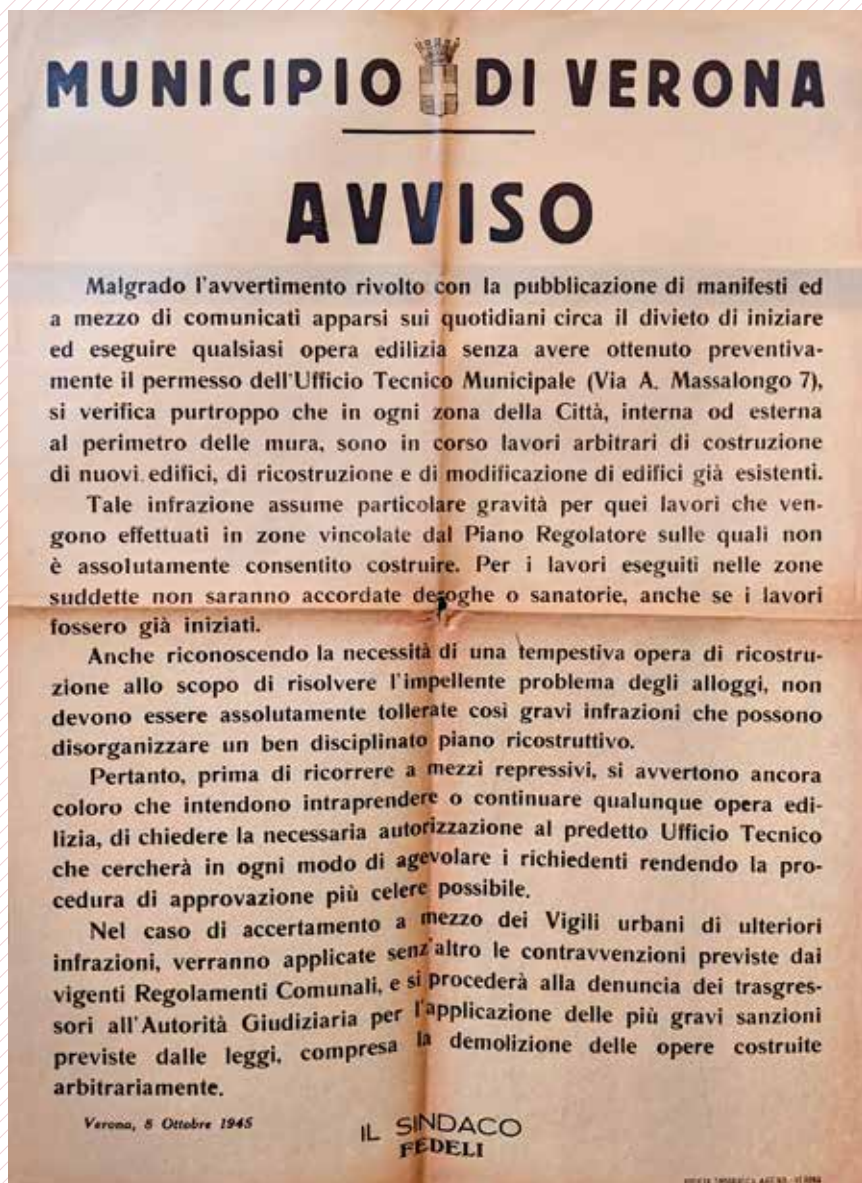 MUNICIPIO DI VERONA
AVVISO
Malgrado l'avvertimento rivolto con la pubblicazione di manifesti ed
a mezzo di comunicati apparsi sui quotidiani circa il divieto di iniziare
ed eseguire qualsiasi opera edilizia senza avere ottenuto preventiva-
mente il permesso dell'Ufficio Tecnico Municipale (Via A. Massalongo 7),
si verifica purtroppo che in ogni zona della Città, interna od esterna
al perimetro delle mura, sono in corso lavori arbitrari di costruzione
di nuovi edifici, di ricostruzione e di modificazione di edifici già esistenti.
Tale infrazione assume particolare gravità per quei lavori che ven-
gono effettuati in zone vincolate dal Piano Regolatore sulle quali non
è assolutamente consentito costruire. Per i lavori eseguiti nelle zone
suddette non saranno accordate deroghe o sanatorie, anche se i lavori
fossero già iniziati.
Anche riconoscendo la necessità di una tempestiva opera di ricostru-
zione allo scopo di risolvere l'impellente problema degli alloggi, non
devono essere assolutamente tollerate così gravi infrazioni che possono
disorganizzare un ben disciplinato piano ricostruttivo.
Pertanto, prima di ricorrere a mezzi repressivi, si avvertono ancora
coloro che intendono intraprendere o continuare qualunque opera edi-
lizia, di chiedere la necessaria autorizzazione al predetto Ufficio Tecnico
che cercherà in ogni modo di agevolare i richiedenti rendendo la pro-
cedura di approvazione più celere possibile.
Nel caso di accertamento a mezzo dei Vigili urbani di ulteriori
infrazioni, verranno applicate senz'altro le contravvenzioni previste dai
vigenti Regolamenti Comunali, e si procederà alla denuncia dei trasgres-
sori all'Autorità Giudiziaria per l'applicazione delle più gravi sanzioni
previste dalle leggi, compresa la demolizione delle opere costruite
arbitrariamente.
Verona, 8 Ottobre 1945
IL SINDACO
FEDELI